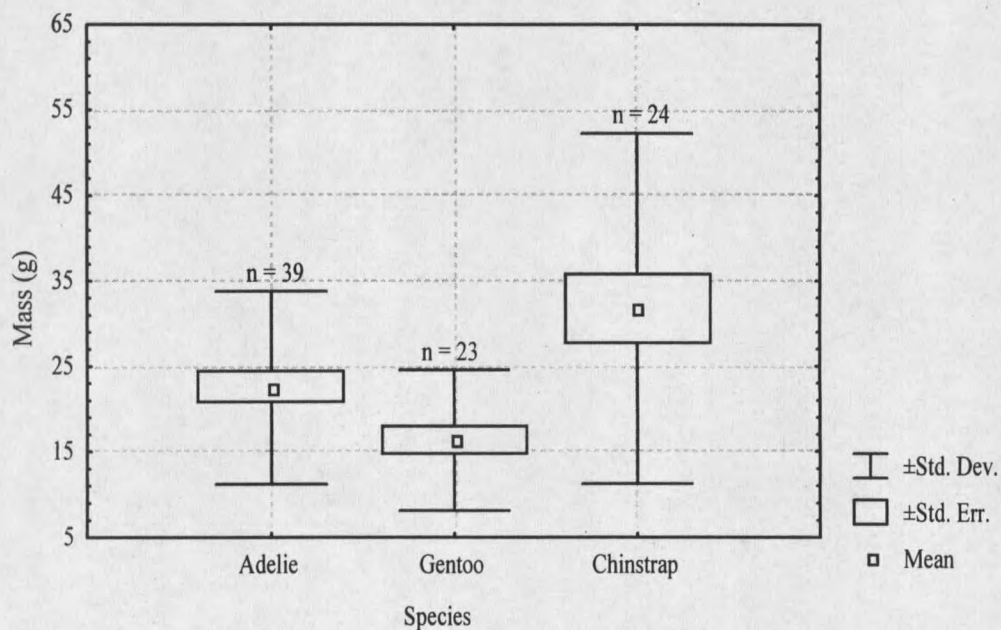 65
55
45
35
25
15
5
Mass (g)
n = 39
n = 23
n = 24
Adelie
Gentoo
Chinstrap
Species
±Std. Dev.
±Std. Err.
Mean